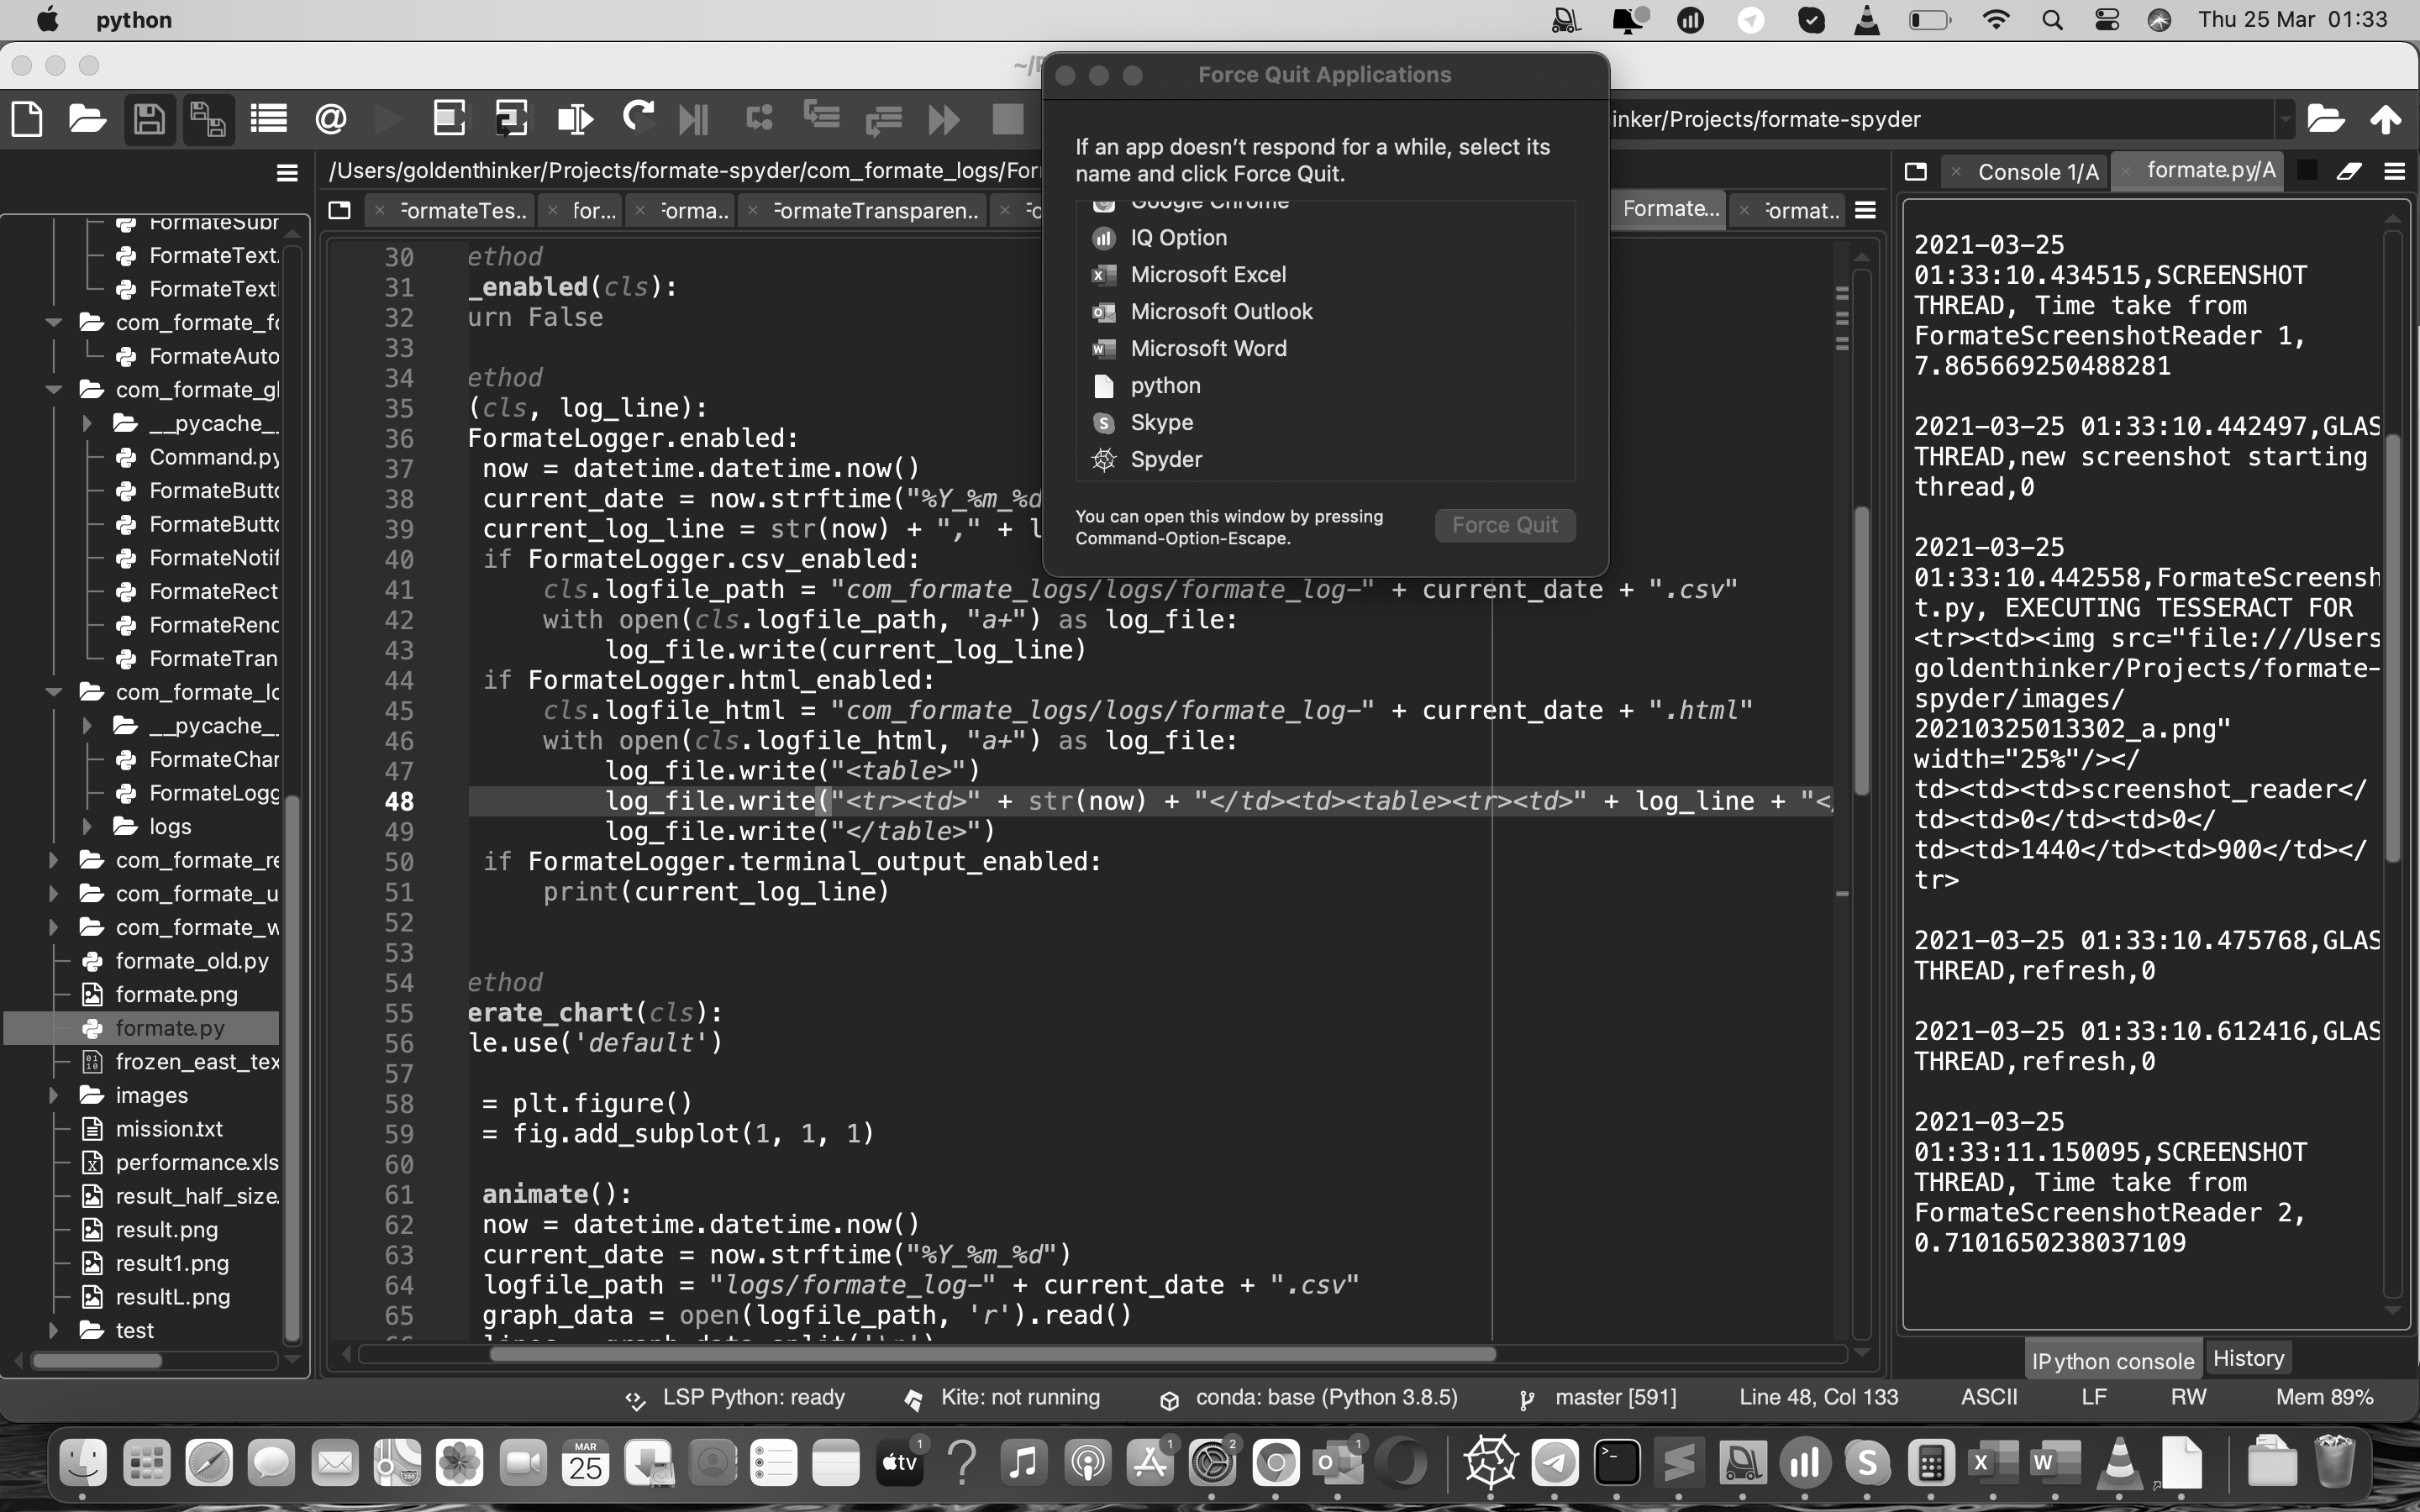 python
Thu 25 Mar 01:33
Force Quit Applications
If an app doesn't respond for a while, select its
name and click Force Quit.
Google Chrome
IQ Option
Microsoft Excel
Microsoft Outlook
Microsoft Word
python
Skype
Spyder
You can open this window by pressing
Command-Option-Escape.
Force Quit
~/P
inker/Projects/formate-spyder
/Users/goldenthinker/Projects/formate-spyder/com_formate_logs/For
FormateTes..
for...
Forma..
FormateTransparen..
Formate...
Format..
Console 1/A
formate.py/A
FormateSubr
FormateText.
FormateText
com_formate_fo
FormateAuto
com_formate_gl
__pycache__
Command.py
FormateButto
FormateButto
FormateNotif
FormateRect
FormateRend
FormateTran
com_formate_lo
__pycache__
FormateChar
FormateLogg
logs
com_formate_re
com_formate_u
com_formate_w
formate_old.py
formate.png
formate.py
frozen_east_tex
images
mission.txt
performance.xls
result_half_size.
result.png
result1.png
resultL.png
test
30 ethod
31 _enabled(cls):
32 urn False
33
34 ethod
35 (cls, log_line):
36 FormateLogger.enabled:
37 now = datetime.datetime.now()
38 current_date = now.strftime("%Y_%m_%d
39 current_log_line = str(now) + "," + l
40 if FormateLogger.csv_enabled:
41 cls.logfile_path = "com_formate_logs/logs/formate_log-" + current_date + ".csv"
42 with open(cls.logfile_path, "a+") as log_file:
43 log_file.write(current_log_line)
44 if FormateLogger.html_enabled:
45 cls.logfile_html = "com_formate_logs/logs/formate_log-" + current_date + ".html"
46 with open(cls.logfile_html, "a+") as log_file:
47 log_file.write("<table>")
48 log_file.write("<tr><td>" + str(now) + "</td><td><table><tr><td>" + log_line + "</
49 log_file.write("</table>")
50 if FormateLogger.terminal_output_enabled:
51 print(current_log_line)
52
53
54 ethod
55 erate_chart(cls):
56 le.use('default')
57
58 = plt.figure()
59 = fig.add_subplot(1, 1, 1)
60
61 animate():
62 now = datetime.datetime.now()
63 current_date = now.strftime("%Y_%m_%d")
64 logfile_path = "logs/formate_log-" + current_date + ".csv"
65 graph_data = open(logfile_path, 'r').read()
2021-03-25
01:33:10.434515,SCREENSHOT
THREAD, Time take from
FormateScreenshotReader 1,
7.865669250488281
2021-03-25 01:33:10.442497,GLAS
THREAD,new screenshot starting
thread,0
2021-03-25
01:33:10.442558,FormateScreensh
t.py, EXECUTING TESSERACT FOR
<tr><td><img src="file:///Users
goldenthinker/Projects/formate-
spyder/images/
20210325013302_a.png"
width="25%"/></
td><td><td>screenshot_reader</
td><td>0</td><td>0</
td><td>1440</td><td>900</td></
tr>
2021-03-25 01:33:10.475768,GLAS
THREAD,refresh,0
2021-03-25 01:33:10.612416,GLAS
THREAD,refresh,0
2021-03-25
01:33:11.150095,SCREENSHOT
THREAD, Time take from
FormateScreenshotReader 2,
0.7101650238037109
IPython console
History
LSP Python: ready
Kite: not running
conda: base (Python 3.8.5)
master [591]
Line 48, Col 133
ASCII
LF
RW
Mem 89%
MAR
25
tv
1
1
2
1